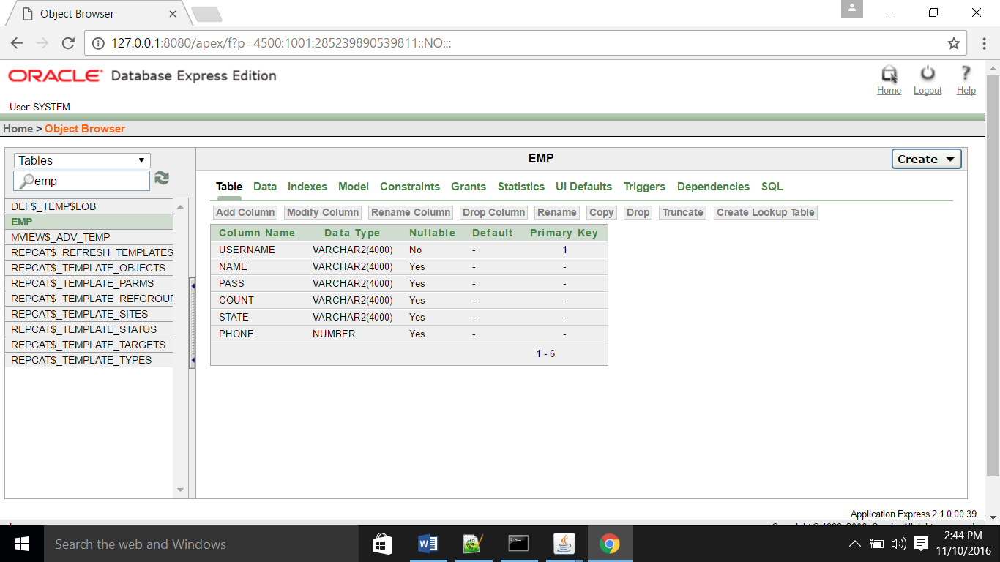 Object Browser
127.0.0.1:8080/apex/f?p=4500:1001:285239890539811::NO:::
ORACLE Database Express Edition
Home Logout Help
User: SYSTEM
Home > Object Browser
Tables
emp
DEF$_TEMP$LOB
EMP
MVIEW$_ADV_TEMP
REPCAT$_REFRESH_TEMPLATES
REPCAT$_TEMPLATE_OBJECTS
REPCAT$_TEMPLATE_PARMS
REPCAT$_TEMPLATE_REFGROUP
REPCAT$_TEMPLATE_SITES
REPCAT$_TEMPLATE_STATUS
REPCAT$_TEMPLATE_TARGETS
REPCAT$_TEMPLATE_TYPES
EMP
Create
Table Data Indexes Model Constraints Grants Statistics UI Defaults Triggers Dependencies SQL
Add Column Modify Column Rename Column Drop Column Rename Copy Drop Truncate Create Lookup Table
Column Name Data Type Nullable Default Primary Key
USERNAME VARCHAR2(4000) No - 1
NAME VARCHAR2(4000) Yes - -
PASS VARCHAR2(4000) Yes - -
COUNT VARCHAR2(4000) Yes - -
STATE VARCHAR2(4000) Yes - -
PHONE NUMBER Yes - -
1 - 6
Application Express 2.1.0.00.39
Search the web and Windows
2:44 PM
11/10/2016